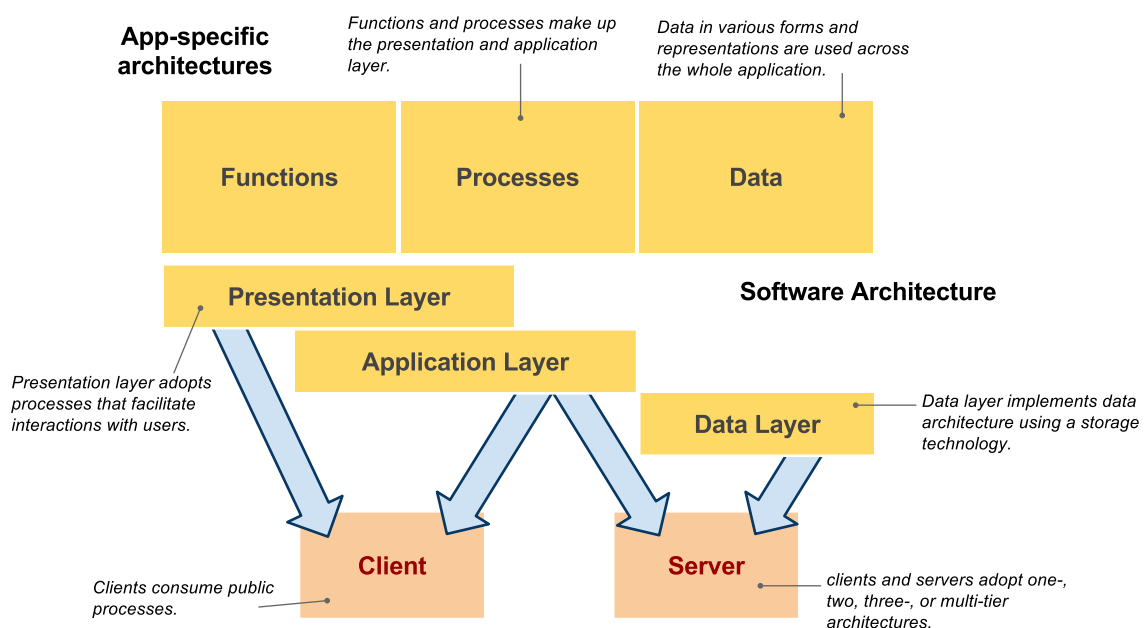 App-specific
architectures
Functions and processes make up
the presentation and application
layer.
Data in various forms and
representations are used across
the whole application.
Functions
Processes
Data
Presentation Layer
Software Architecture
Application Layer
Presentation layer adopts
processes that facilitate
interactions with users.
Data Layer
Data layer implements data
architecture using a storage
technology.
Client
Server
Clients consume public
processes.
clients and servers adopt one-,
two, three-, or multi-tier
architectures.